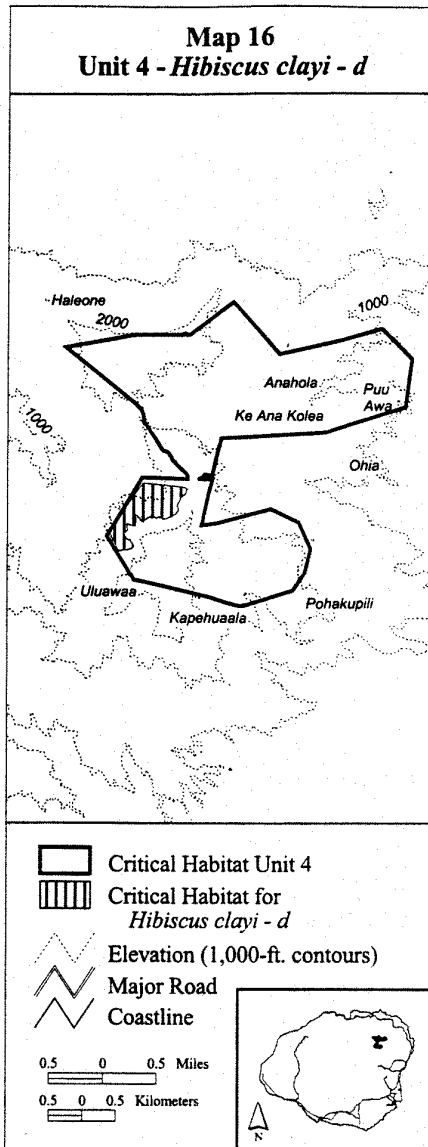 Map 16
Unit 4 - Hibiscus clayi - d
Haleone
2000
1000
Anahola
Puu
Awa
Ke Ana Kolea
1000
Ohia
Uluawaa
Kapehuaala
Pohakupili
Critical Habitat Unit 4
Critical Habitat for
Hibiscus clayi - d
Elevation (1,000-ft. contours)
Major Road
Coastline
0.5 0 0.5 Miles
0.5 0 0.5 Kilometers
N